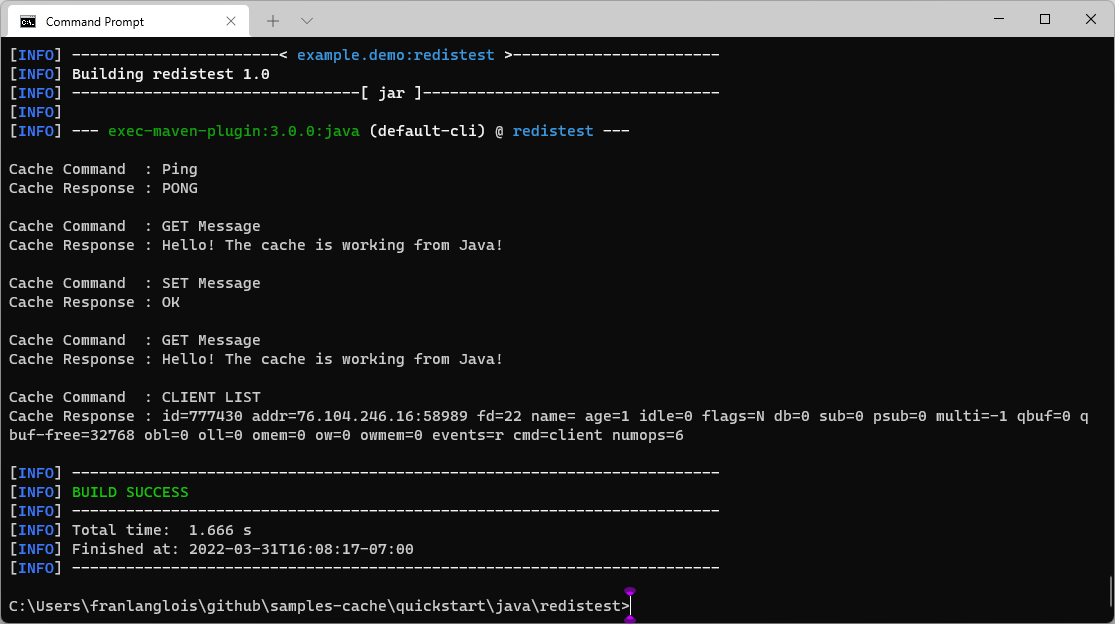 Command Prompt
[INFO] -----------------------< example.demo:redistest >-----------------------
[INFO] Building redistest 1.0
[INFO] --------------------------------[ jar ]---------------------------------
[INFO]
[INFO] --- exec-maven-plugin:3.0.0:java (default-cli) @ redistest ---
Cache Command  : Ping
Cache Response : PONG
Cache Command  : GET Message
Cache Response : Hello! The cache is working from Java!
Cache Command  : SET Message
Cache Response : OK
Cache Command  : GET Message
Cache Response : Hello! The cache is working from Java!
Cache Command  : CLIENT LIST
Cache Response : id=777430 addr=76.104.246.16:58989 fd=22 name= age=1 idle=0 flags=N db=0 sub=0 psub=0 multi=-1 qbuf=0 q
buf-free=32768 obl=0 oll=0 omem=0 ow=0 owmem=0 events=r cmd=client numops=6
[INFO] ------------------------------------------------------------------------
[INFO] BUILD SUCCESS
[INFO] ------------------------------------------------------------------------
[INFO] Total time:  1.666 s
[INFO] Finished at: 2022-03-31T16:08:17-07:00
[INFO] ------------------------------------------------------------------------
C:\Users\franlanglois\github\samples-cache\quickstart\java\redistest>